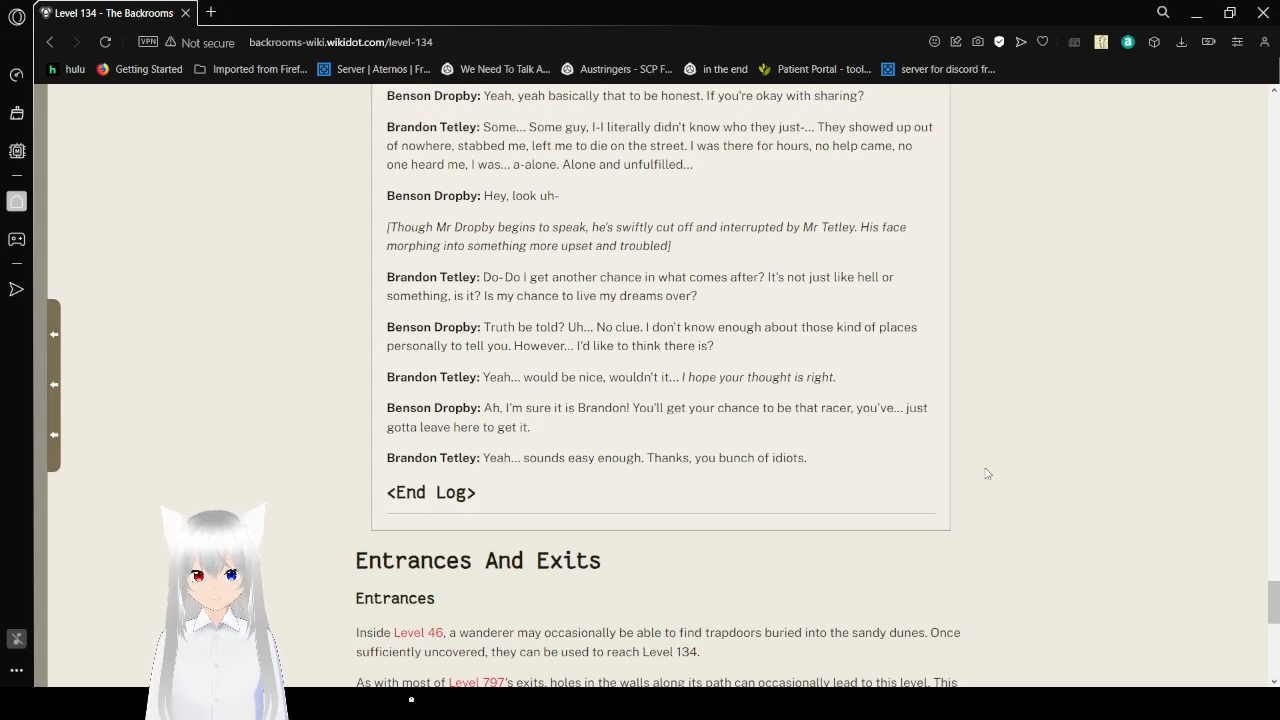 Level 134 - The Backrooms
VPN
Not secure
backrooms-wiki.wikidot.com/level-134
hulu
Getting Started
Imported from Firef...
Server | Aternos | Fr...
We Need To Talk A...
Austringers - SCP F...
in the end
Patient Portal - tool...
server for discord fr...
Benson Dropby: Yeah, yeah basically that to be honest. If you're okay with sharing?
Brandon Tetley: Some... Some guy, I-I literally didn't know who they just-... They showed up out
of nowhere, stabbed me, left me to die on the street. I was there for hours, no help came, no
one heard me, I was... a-alone. Alone and unfulfilled...
Benson Dropby: Hey, look uh-
[Though Mr Dropby begins to speak, he's swiftly cut off and interrupted by Mr Tetley. His face
morphing into something more upset and troubled]
Brandon Tetley: Do- Do I get another chance in what comes after? It's not just like hell or
something, is it? Is my chance to live my dreams over?
Benson Dropby: Truth be told? Uh... No clue. I don't know enough about those kind of places
personally to tell you. However... I'd like to think there is?
Brandon Tetley: Yeah... would be nice, wouldn't it... I hope your thought is right.
Benson Dropby: Ah, I'm sure it is Brandon! You'll get your chance to be that racer, you've... just
gotta leave here to get it.
Brandon Tetley: Yeah... sounds easy enough. Thanks, you bunch of idiots.
<End Log>
Entrances And Exits
Entrances
Inside Level 46, a wanderer may occasionally be able to find trapdoors buried into the sandy dunes. Once
sufficiently uncovered, they can be used to reach Level 134.
As with most of Level 797's exits, holes in the walls along its path can occasionally lead to this level. This